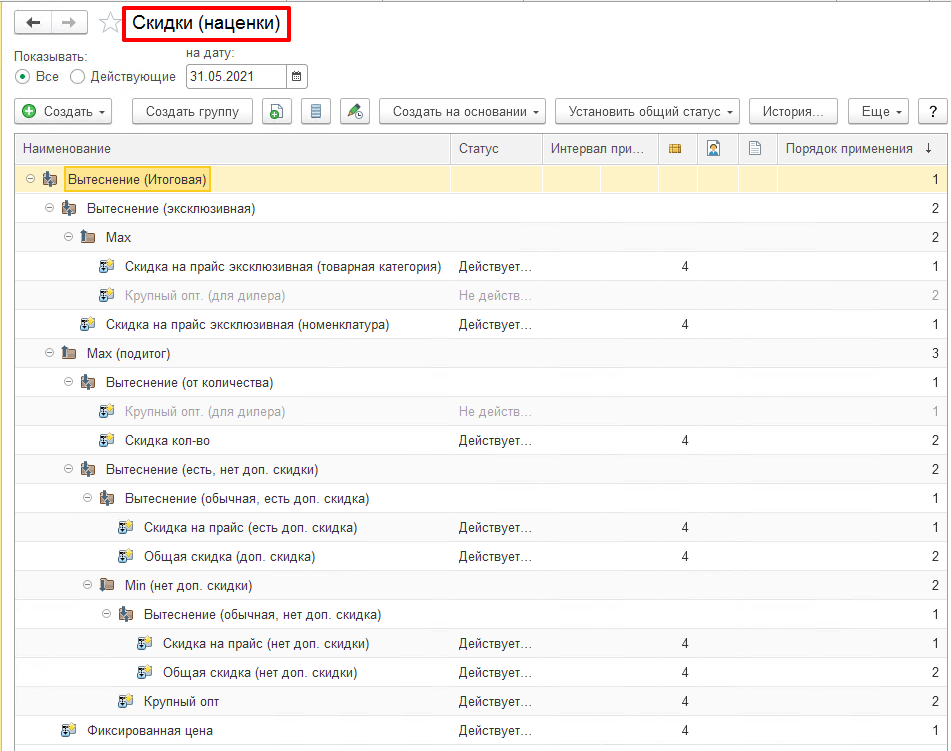 Скидки (наценки)
Показывать: на дату:
Все Действующие 31.05.2021
Создать Создать группу Создать на основании Установить общий статус История... Еще ?
Наименование Статус Интервал при... Порядок применения ↓
Вытеснение (Итоговая) 1
Вытеснение (эксклюзивная) 2
Max 2
Скидка на прайс эксклюзивная (товарная категория) Действует... 4 1
Крупный опт. (для дилера) Не действ... 2
Скидка на прайс эксклюзивная (номенклатура) Действует... 4 1
Max (подитог) 3
Вытеснение (от количества) 1
Крупный опт. (для дилера) Не действ... 1
Скидка кол-во Действует... 4 2
Вытеснение (есть, нет доп. скидки) 2
Вытеснение (обычная, есть доп. скидка) 1
Скидка на прайс (есть доп. скидка) Действует... 4 1
Общая скидка (доп. скидка) Действует... 4 2
Min (нет доп. скидки) 2
Вытеснение (обычная, нет доп. скидка) 1
Скидка на прайс (нет доп. скидки) Действует... 4 1
Общая скидка (нет доп. скидки) Действует... 4 2
Крупный опт Действует... 4 2
Фиксированная цена Действует... 4 1